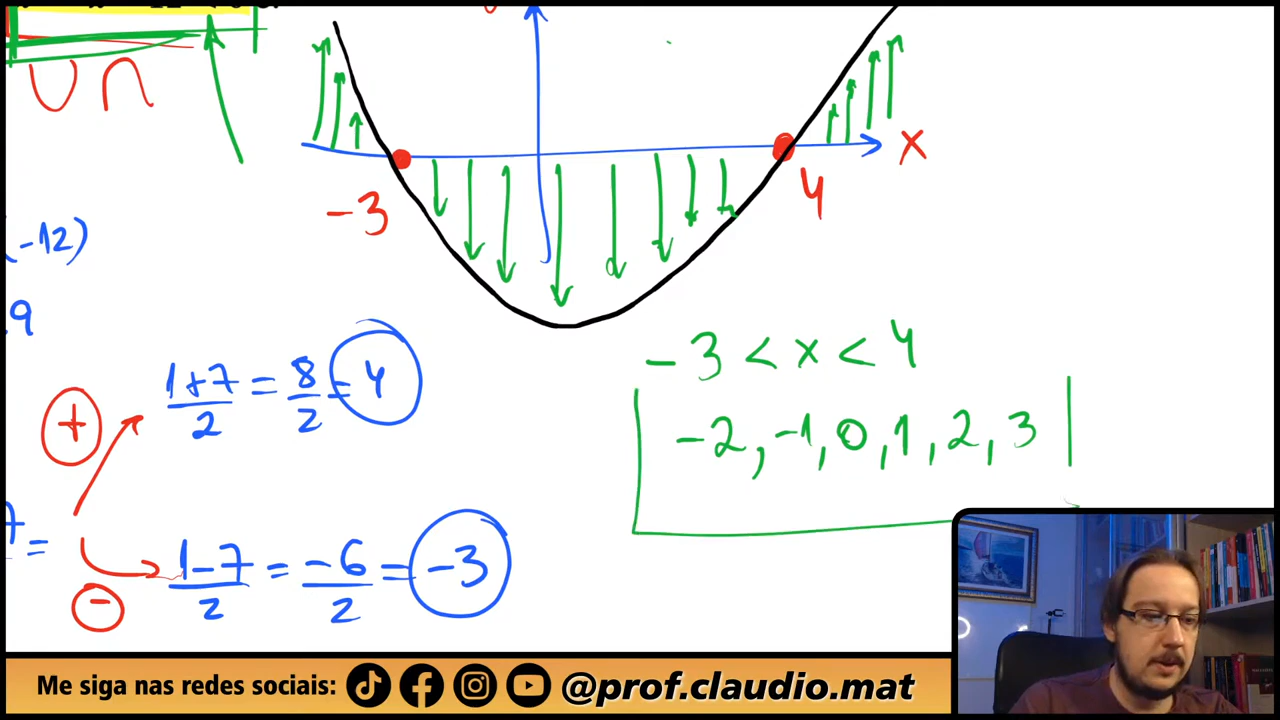 U ∩
x
-3
4
(-12)
9
1+7/2 = 8/2 = 4
-3 < x < 4
+
-2, -1, 0, 1, 2, 3
7 =
1-7/2 = -6/2 = -3
-
Me siga nas redes sociais: @prof.claudio.mat